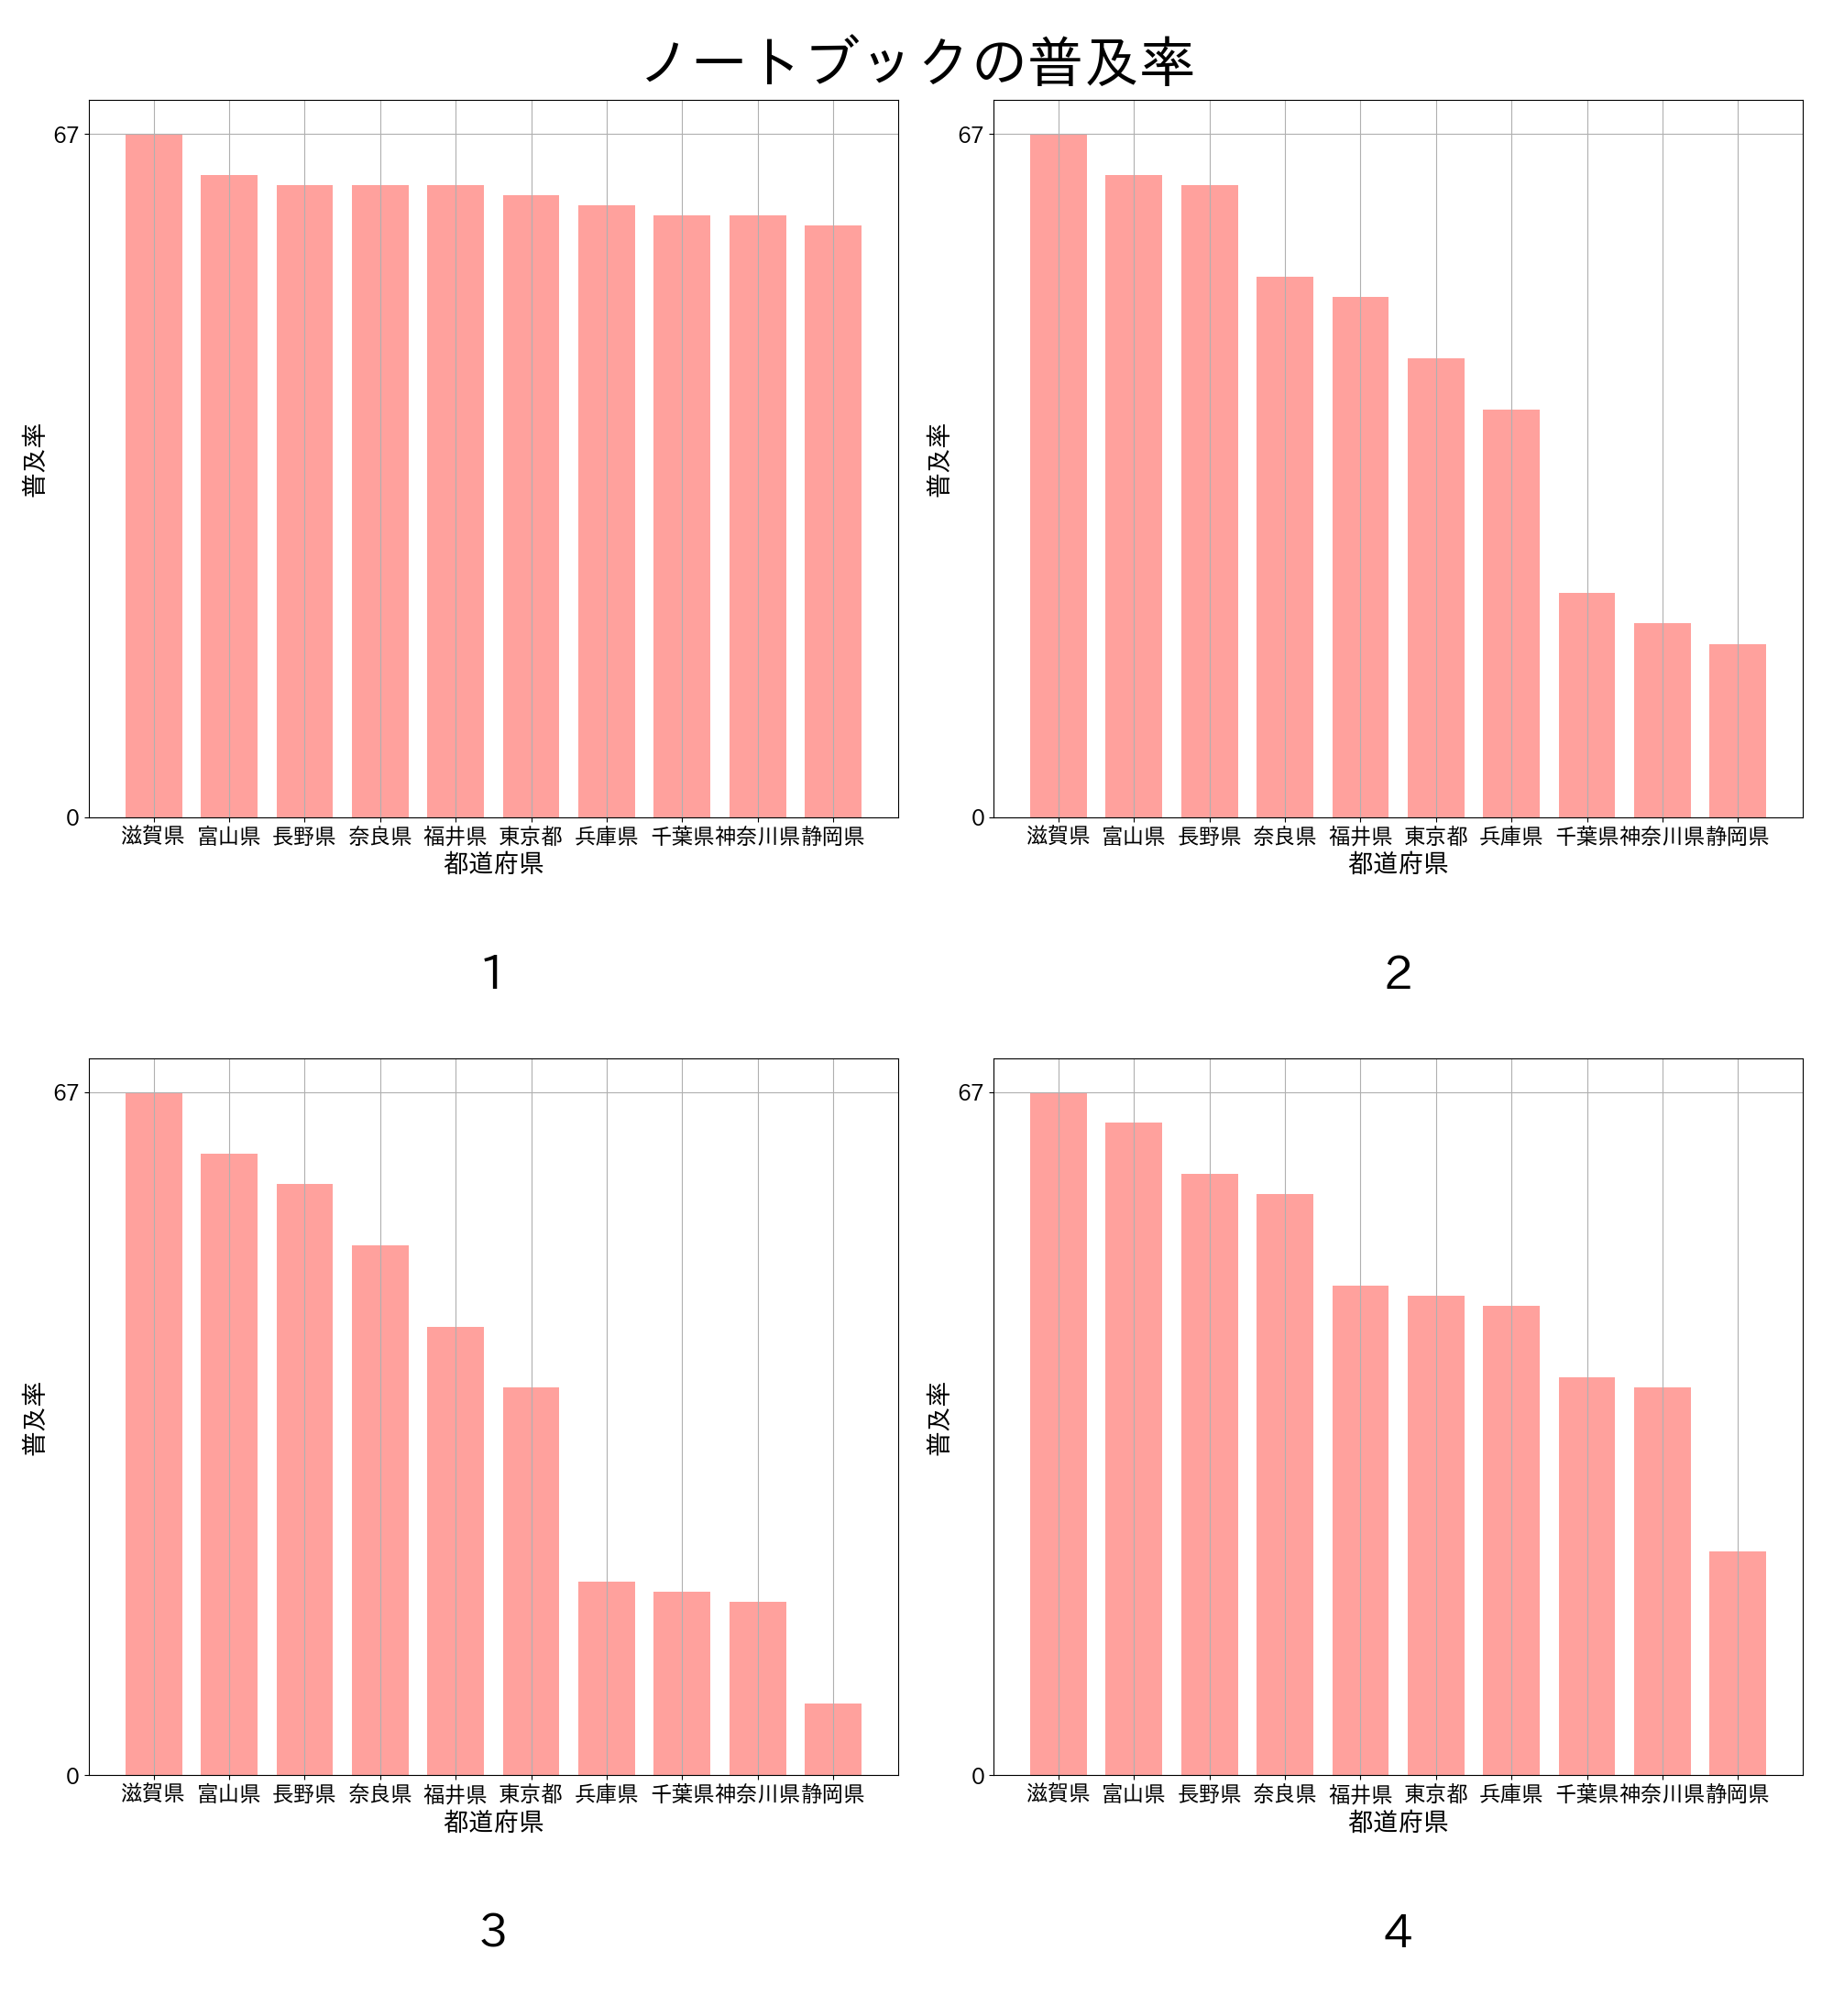 ノートブックの普及率
67
0
普及率
滋賀県 富山県 長野県 奈良県 福井県 東京都 兵庫県 千葉県 神奈川県 静岡県
都道府県
1
67
0
普及率
滋賀県 富山県 長野県 奈良県 福井県 東京都 兵庫県 千葉県 神奈川県 静岡県
都道府県
2
67
0
普及率
滋賀県 富山県 長野県 奈良県 福井県 東京都 兵庫県 千葉県 神奈川県 静岡県
都道府県
3
67
0
普及率
滋賀県 富山県 長野県 奈良県 福井県 東京都 兵庫県 千葉県 神奈川県 静岡県
都道府県
4